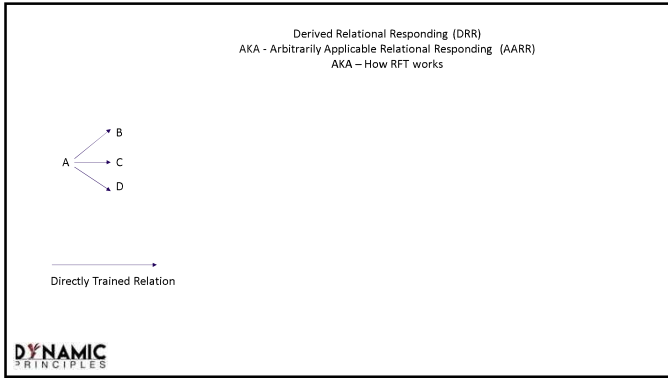 Derived Relational Responding (DRR)
AKA - Arbitrarily Applicable Relational Responding (AARR)
AKA – How RFT works
B
A
C
D
Directly Trained Relation
DYNAMIC
PRINCIPLES